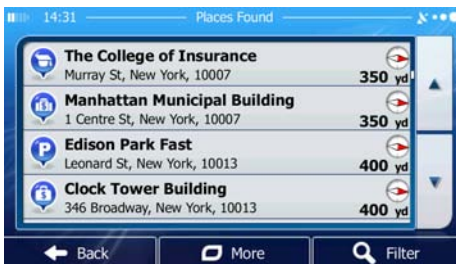 14:31 Places Found
The College of Insurance
Murray St, New York, 10007
350 yd
Manhattan Municipal Building
1 Centre St, New York, 10007
350 yd
Edison Park Fast
Leonard St, New York, 10013
400 yd
Clock Tower Building
346 Broadway, New York, 10013
400 yd
Back More Filter